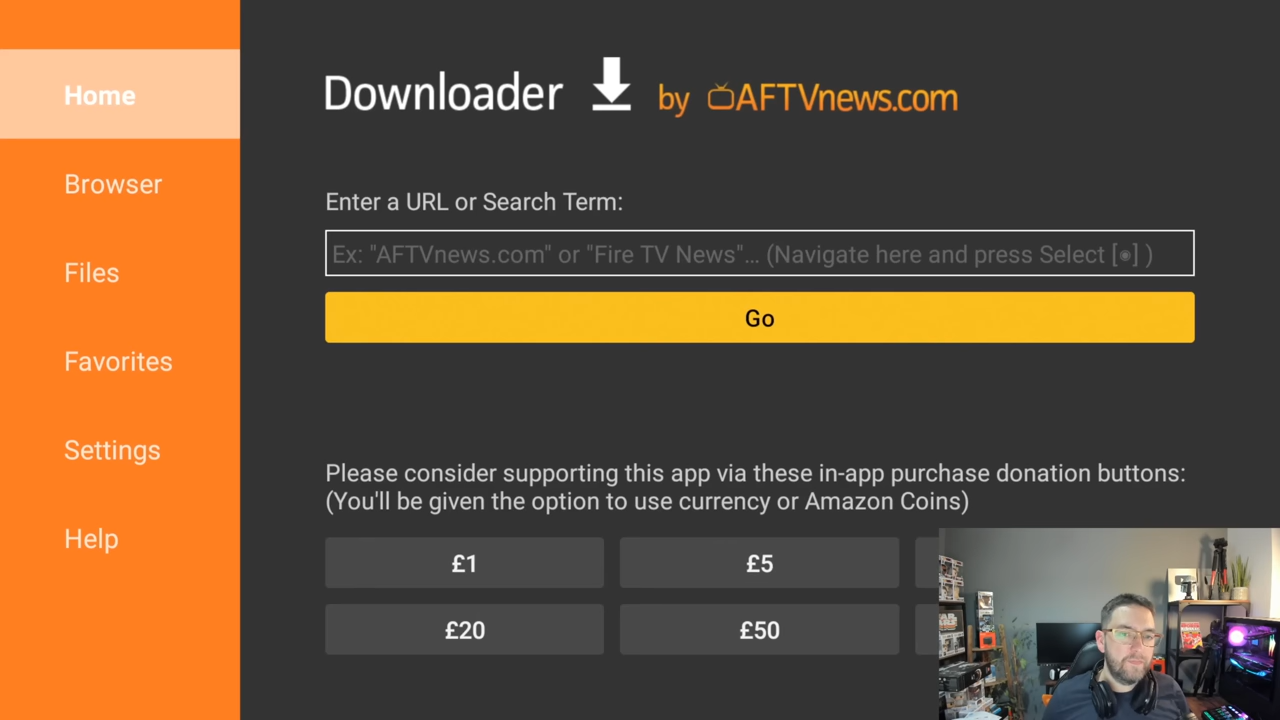 Home
Browser
Files
Favorites
Settings
Help
Downloader by AFTVnews.com
Enter a URL or Search Term:
Ex: "AFTVnews.com" or "Fire TV News"... (Navigate here and press Select [◉] )
Go
Please consider supporting this app via these in-app purchase donation buttons:
(You'll be given the option to use currency or Amazon Coins)
£1 £5
£20 £50